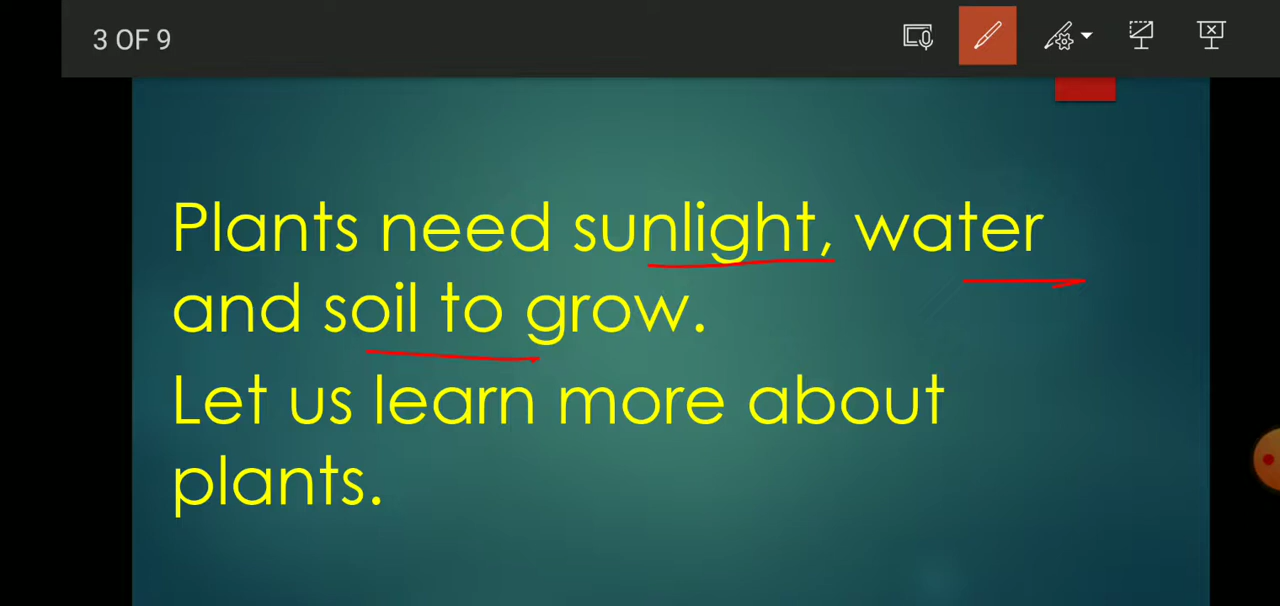 3 OF 9
Plants need sunlight, water
and soil to grow.
Let us learn more about
plants.